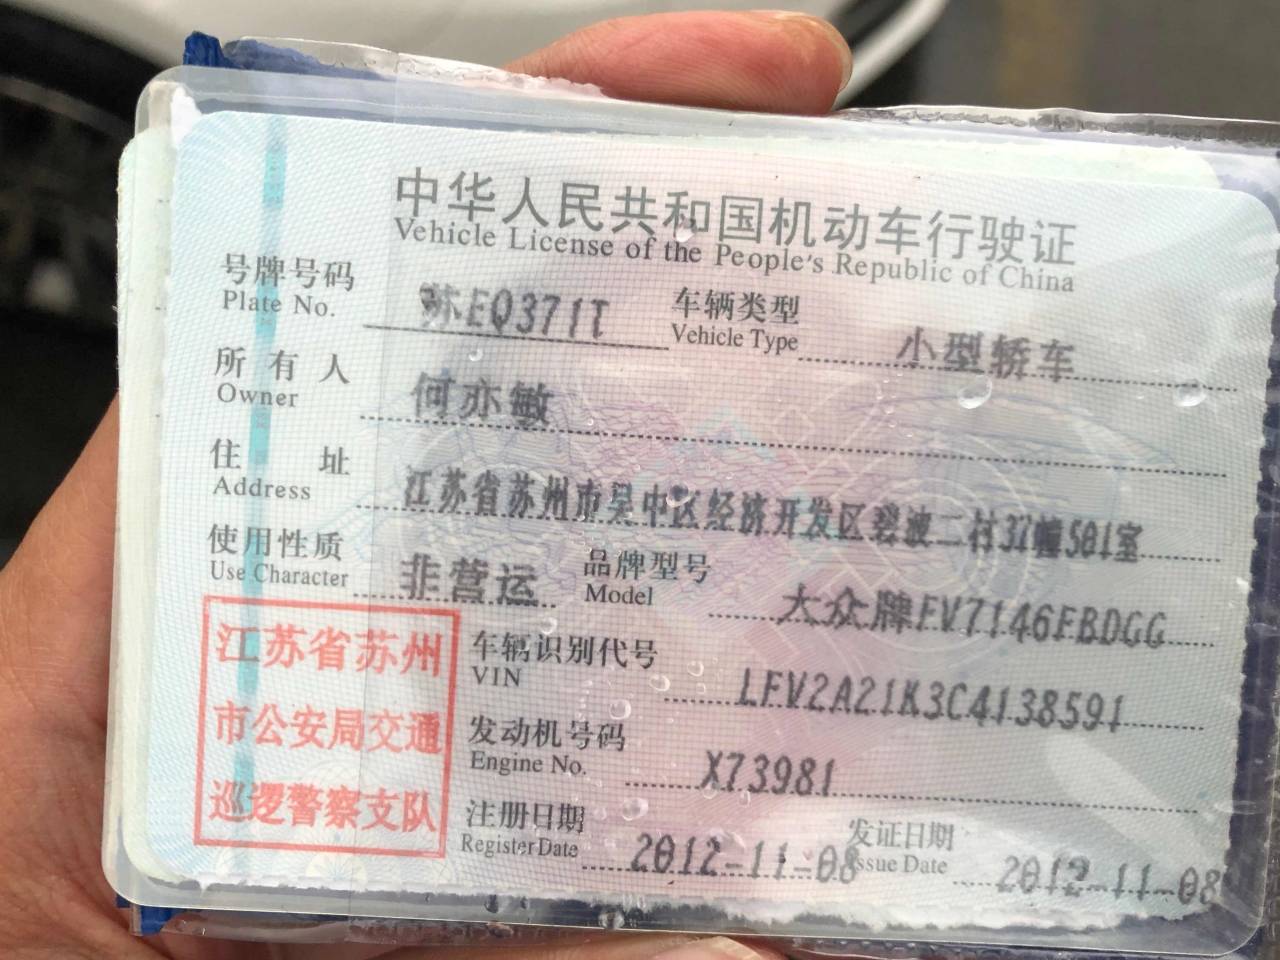 中华人民共和国机动车行驶证
Vehicle License of the People's Republic of China
号牌号码 苏EQ371T 车辆类型 小型轿车
Plate No. Vehicle Type
所有人 何亦敏
Owner
住址 江苏省苏州市吴中区经济开发区碧波二村37幢501室
Address
使用性质 非营运 品牌型号 大众牌FV7146FBDGG
Use Character Model
江苏省苏州
市公安局交通
巡逻警察支队
车辆识别代号 LFV2A21K3C4138591
VIN
发动机号码 X73981
Engine No.
注册日期 2012-11-08 发证日期 2012-11-08
Register Date Issue Date